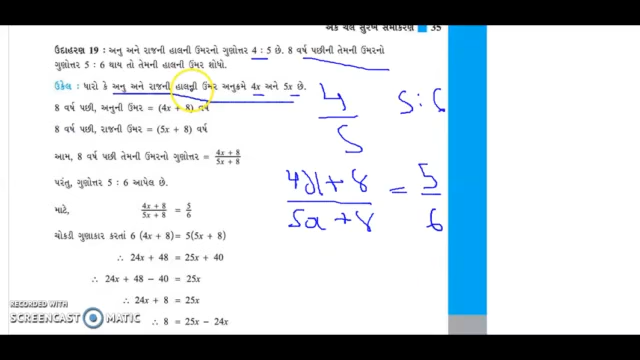 એક ચલ સુરેખ સમીકરણ 35
ઉદાહરણ 19 : અનુ અને રાજની હાલની ઉંમરનો ગુણોત્તર 4 : 5 છે. 8 વર્ષ પછીની તેમની ઉંમરનો
ગુણોત્તર 5 : 6 થાય તો તેમની હાલની ઉંમર શોધો.
ઉકેલ : ધારો કે અનુ અને રાજની હાલની ઉંમર અનુક્રમે 4x અને 5x છે.
8 વર્ષ પછી, અનુની ઉંમર = (4x + 8) વર્ષ
8 વર્ષ પછી, રાજની ઉંમર = (5x + 8) વર્ષ
આમ, 8 વર્ષ પછી તેમની ઉંમરનો ગુણોત્તર = 4x + 8 / 5x + 8
પરંતુ, ગુણોત્તર 5 : 6 આપેલ છે.
માટે, 4x + 8 / 5x + 8 = 5/6
ચોકડી ગુણાકાર કરતાં 6 (4x + 8) = 5(5x + 8)
∴ 24x + 48 = 25x + 40
∴ 24x + 48 − 40 = 25x
∴ 24x + 8 = 25x
∴ 8 = 25x − 24x
4/5 5:6
4x+8 / 5x+8 = 5/6
RECORDED WITH
SCREENCAST MATIC